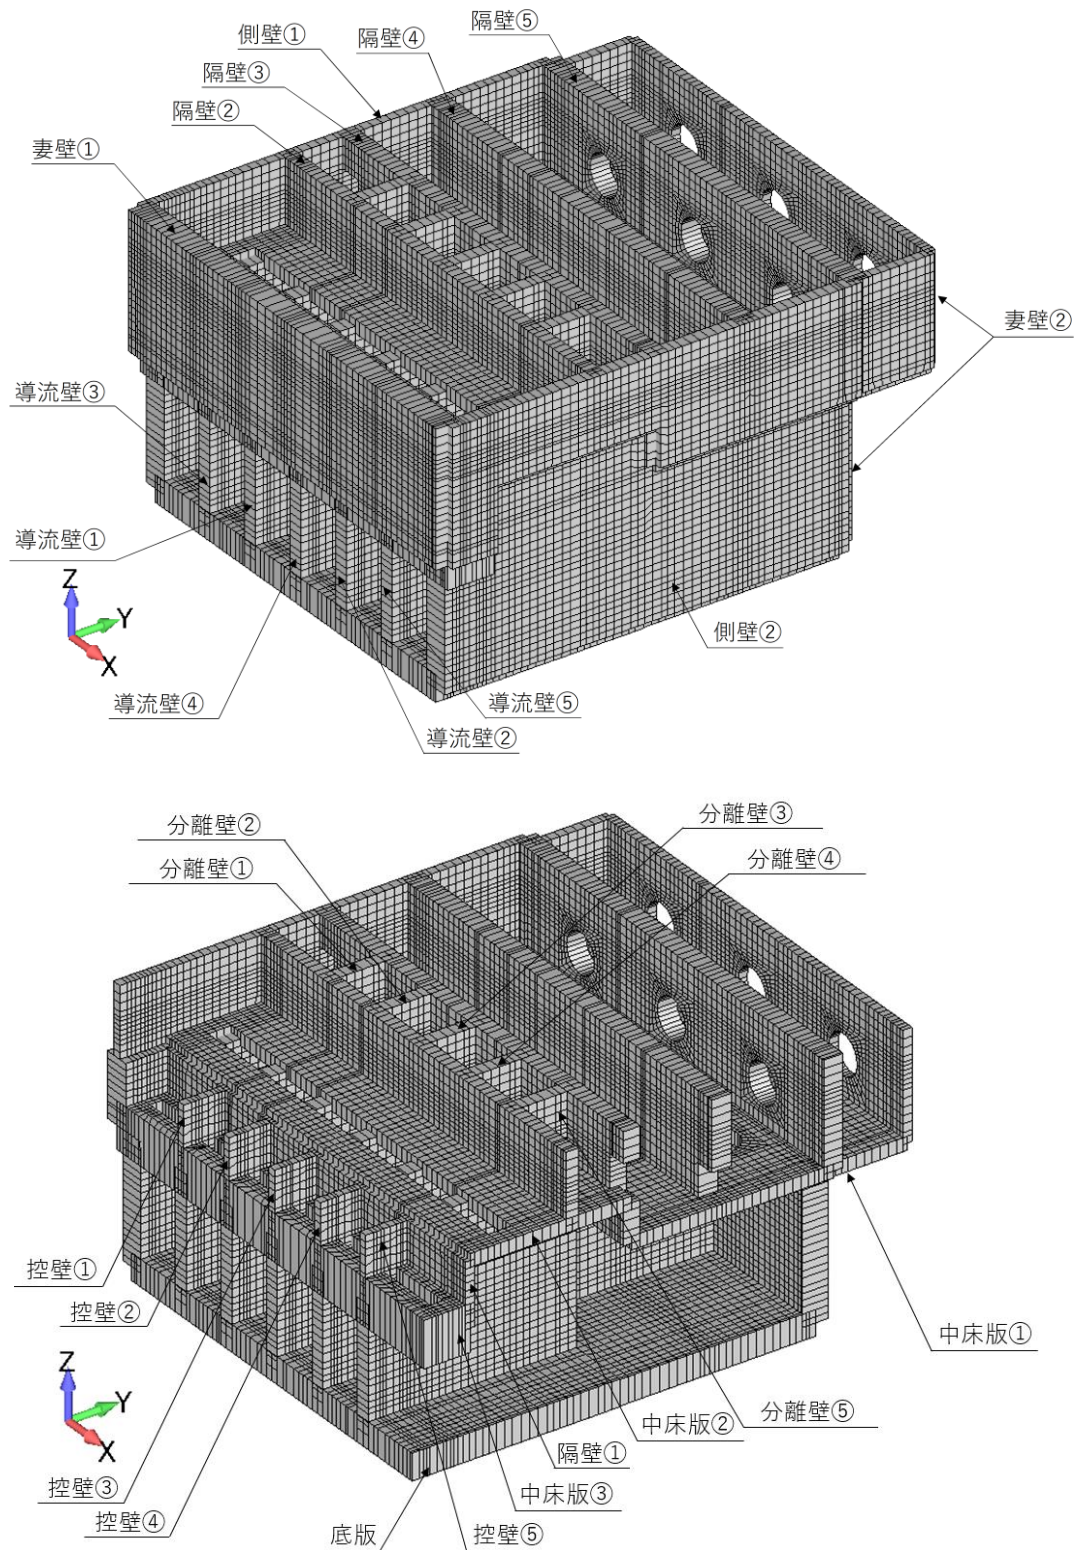 隔壁⑤
側壁①
隔壁④
隔壁③
隔壁②
妻壁①
妻壁②
導流壁③
導流壁①
Z
Y
X
側壁②
導流壁④
導流壁⑤
導流壁②
分離壁③
分離壁②
分離壁④
分離壁①
控壁①
控壁②
中床版①
Z
Y
X
分離壁⑤
中床版②
隔壁①
控壁③
中床版③
控壁④
底版
控壁⑤